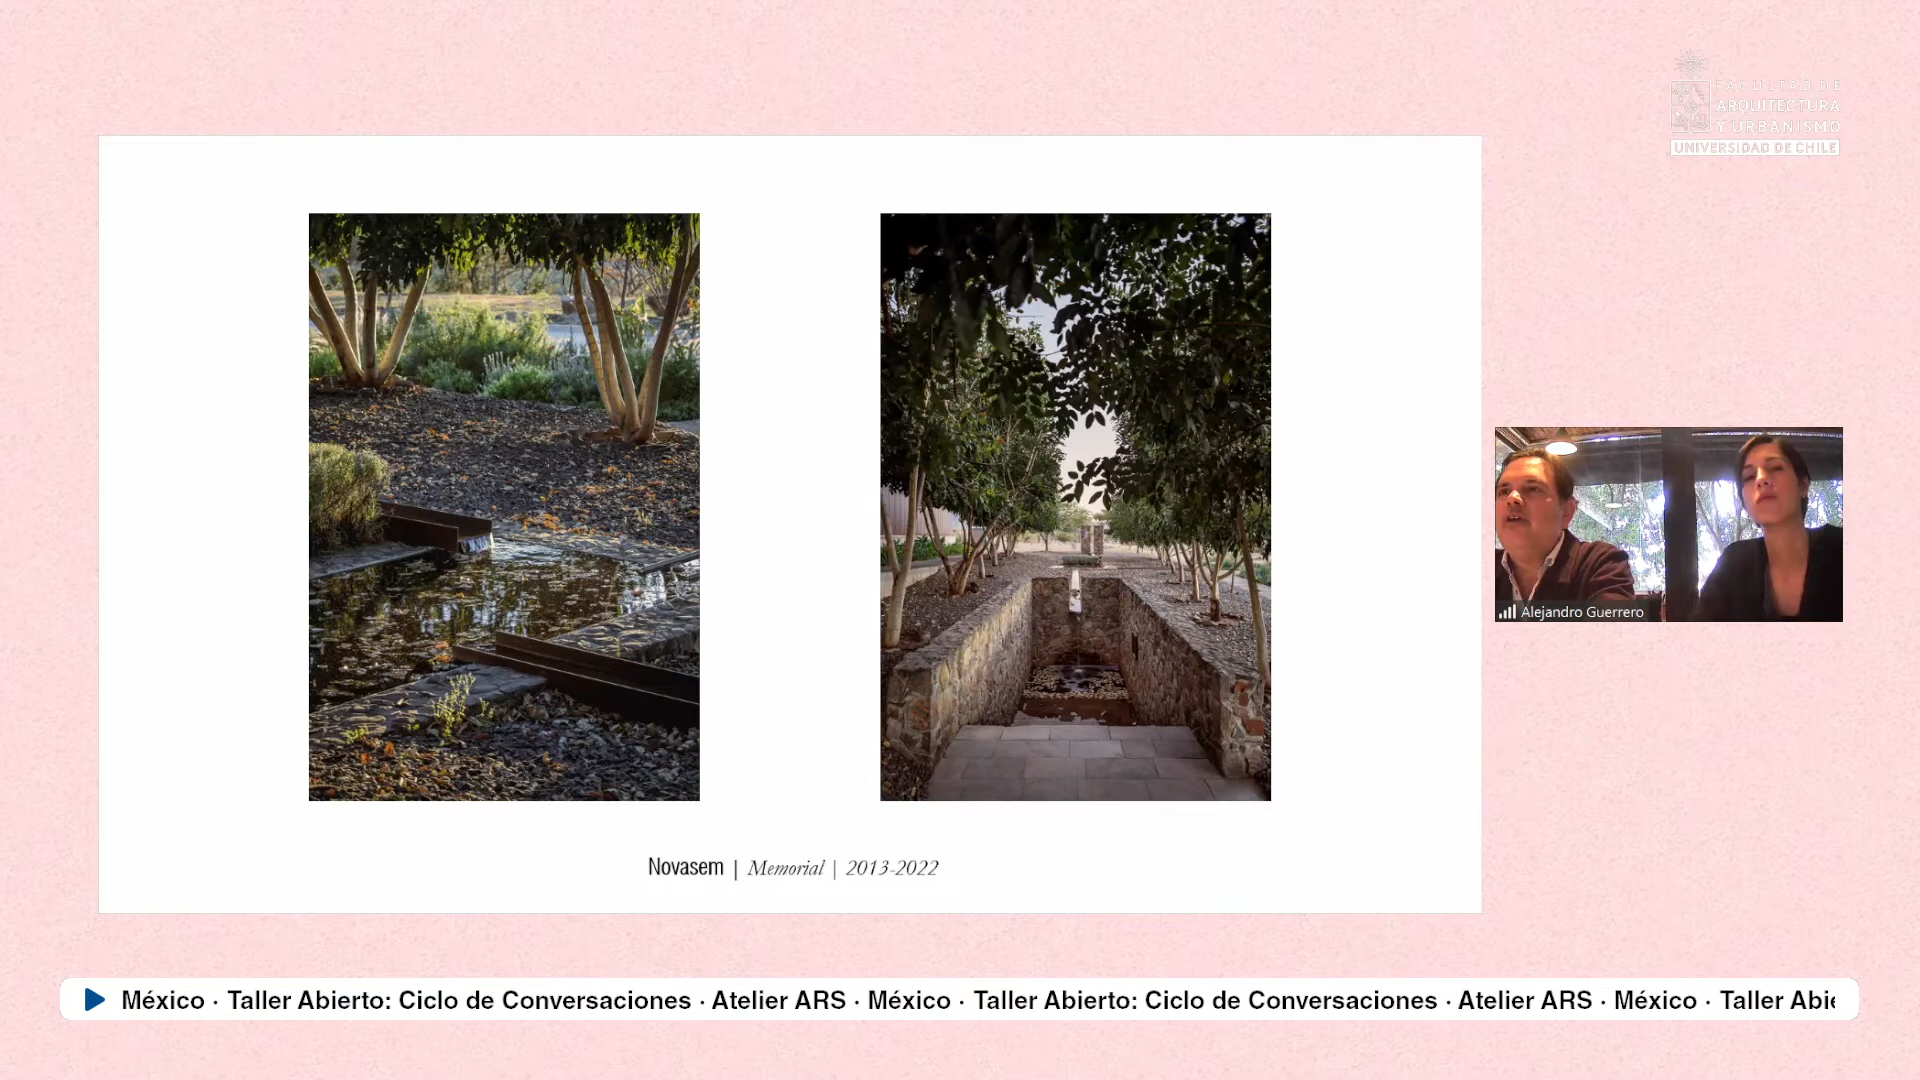 FACULTAD DE
ARQUITECTURA
Y URBANISMO
UNIVERSIDAD DE CHILE
Alejandro Guerrero
Novasem | Memorial | 2013-2022
México · Taller Abierto: Ciclo de Conversaciones · Atelier ARS · México · Taller Abierto: Ciclo de Conversaciones · Atelier ARS · México · Taller Abie